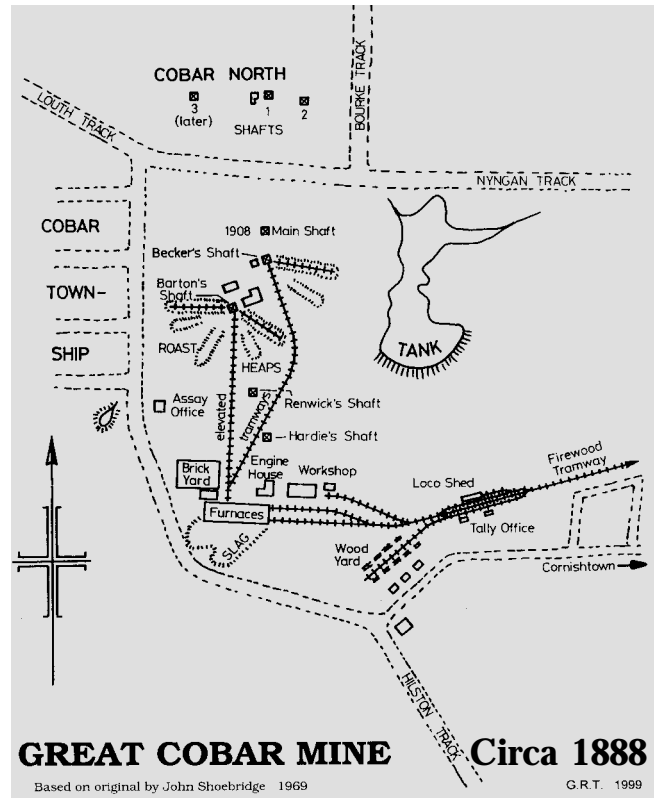 COBAR NORTH
3
(later)
1
2
SHAFTS
BOURKE TRACK
LOUTH TRACK
NYNGAN TRACK
COBAR
TOWN-
SHIP
1908 Main Shaft
Becker's Shaft
Barton's
Shaft
ROAST
HEAPS
TANK
Assay
Office
elevated
tramways
Renwick's Shaft
Hardie's Shaft
Brick
Yard
Engine
House
Workshop
Furnaces
SLAG
Loco Shed
Firewood
Tramway
Tally Office
Wood
Yard
Cornishtown
HILSTON TRACK
GREAT COBAR MINE Circa 1888
Based on original by John Shoebridge 1969
G.R.T. 1999